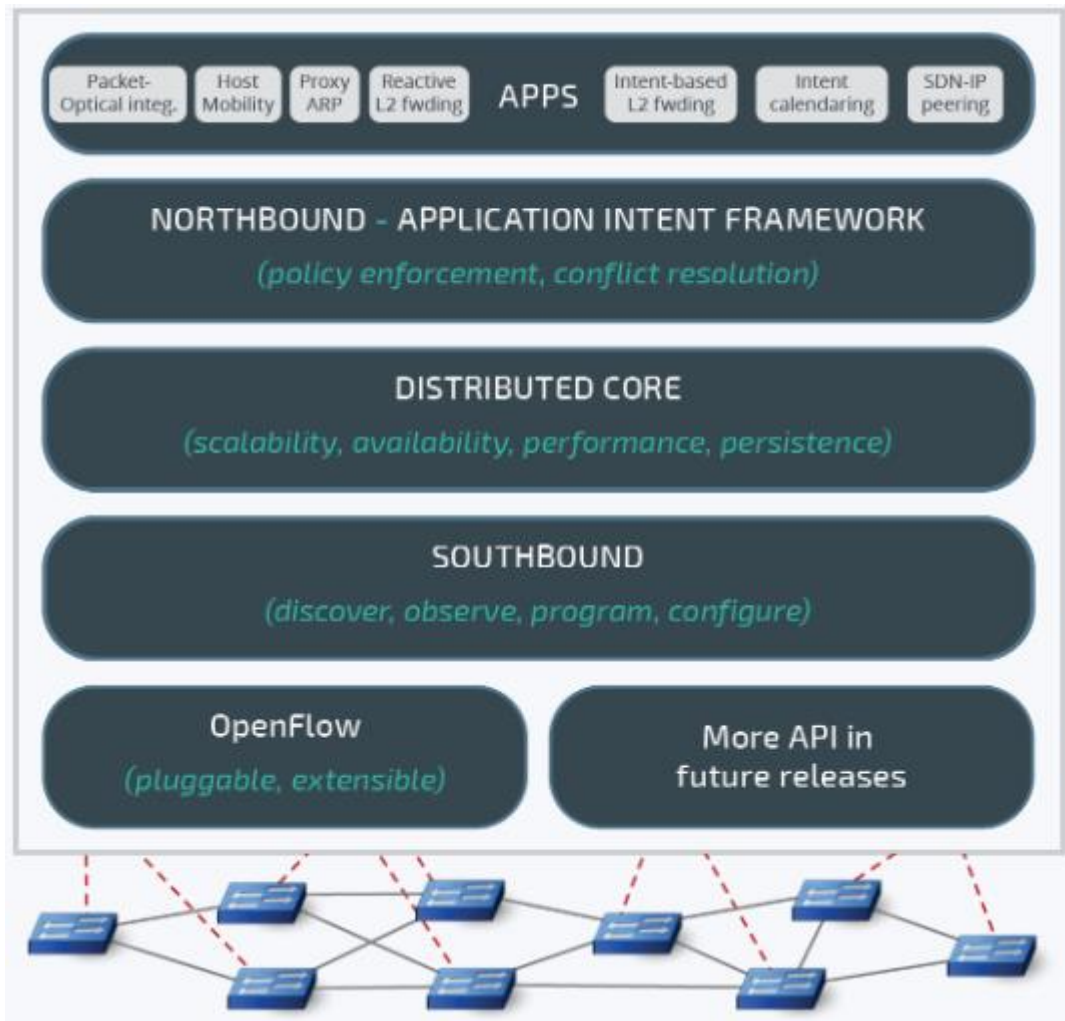 Packet-
Optical integ.
Host
Mobility
Proxy
ARP
Reactive
L2 fwding
APPS
Intent-based
L2 fwding
Intent
calendaring
SDN-IP
peering
NORTHBOUND - APPLICATION INTENT FRAMEWORK
(policy enforcement, conflict resolution)
DISTRIBUTED CORE
(scalability, availability, performance, persistence)
SOUTHBOUND
(discover, observe, program, configure)
OpenFlow
(pluggable, extensible)
More API in
future releases